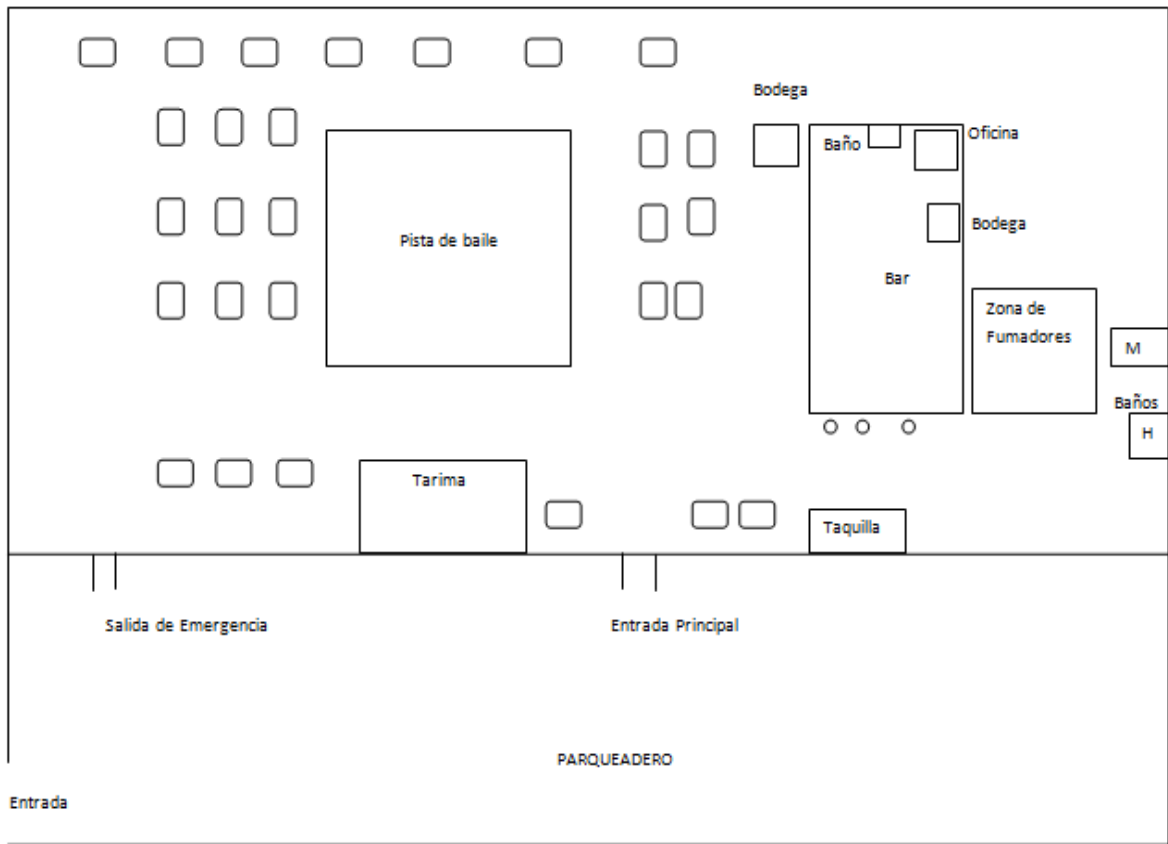 Bodega
Baño
Oficina
Pista de baile
Bodega
Bar
Zona de
Fumadores
M
Baños
H
Tarima
Taquilla
Salida de Emergencia
Entrada Principal
PARQUEADERO
Entrada